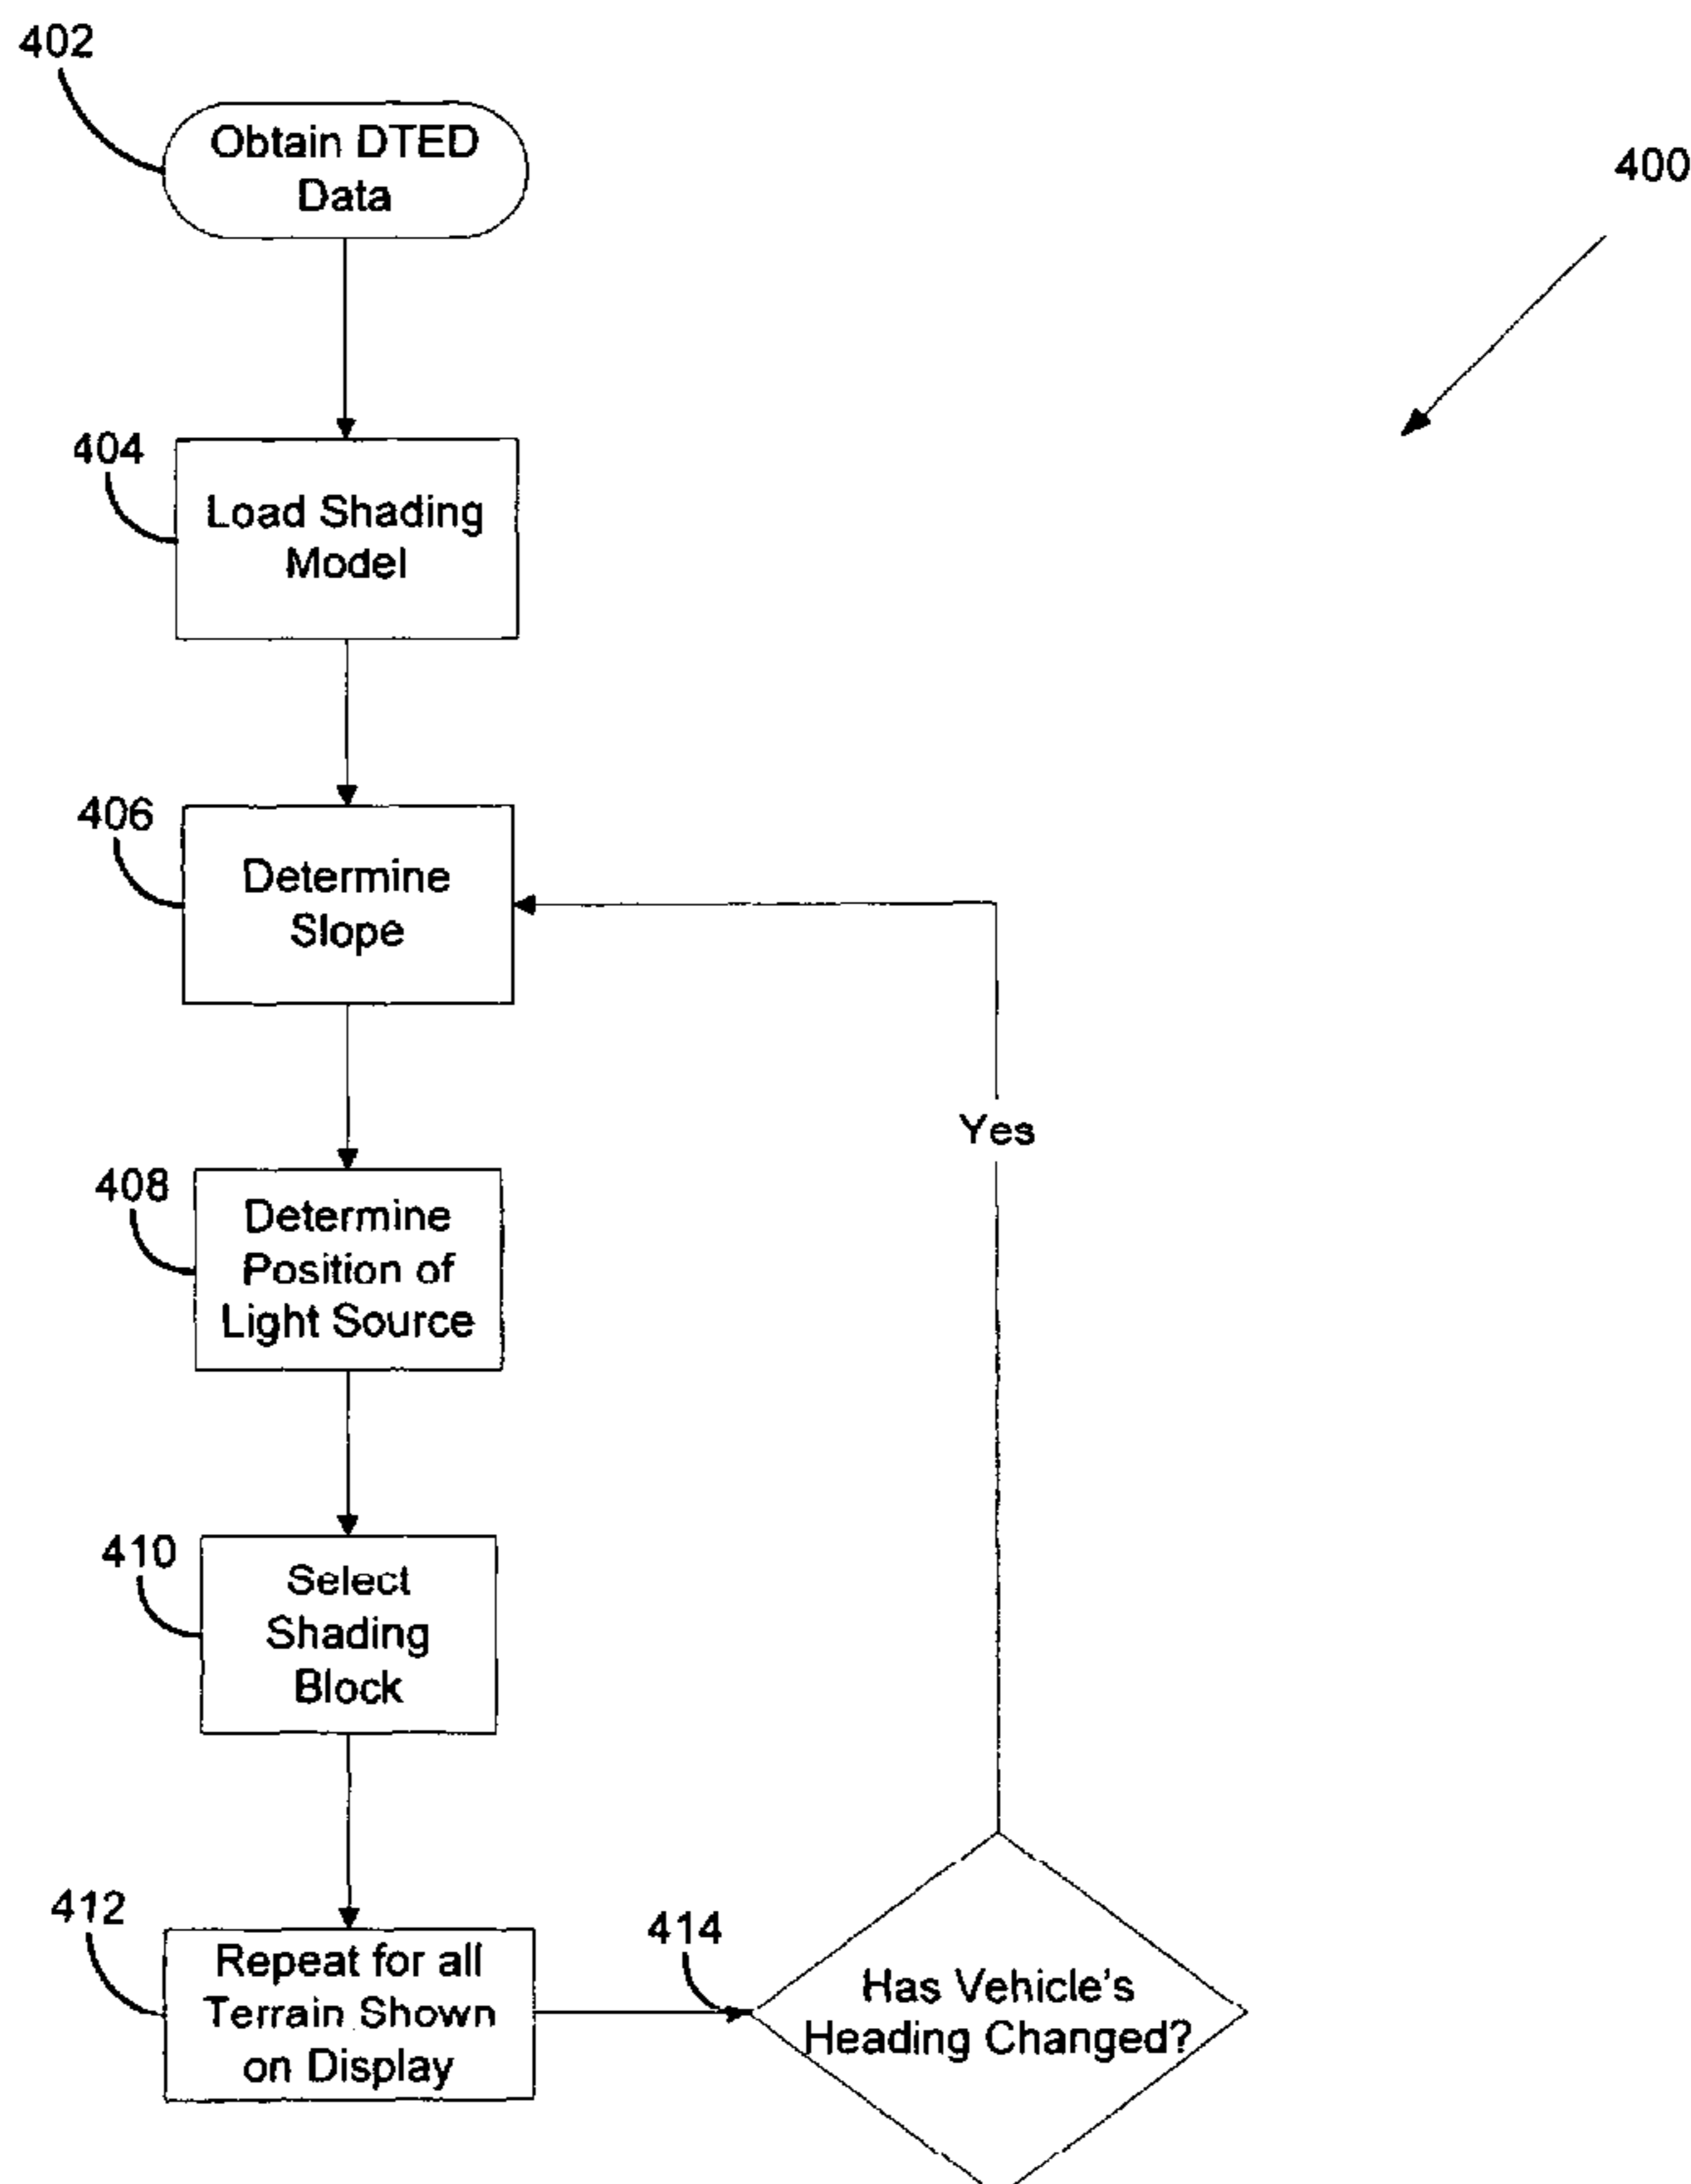 402
Obtain DTED
Data
400
404
Load Shading
Model
406
Determine
Slope
Yes
408
Determine
Position of
Light Source
410
Select
Shading
Block
412
Repeat for all
Terrain Shown
on Display
414
Has Vehicle's
Heading Changed?